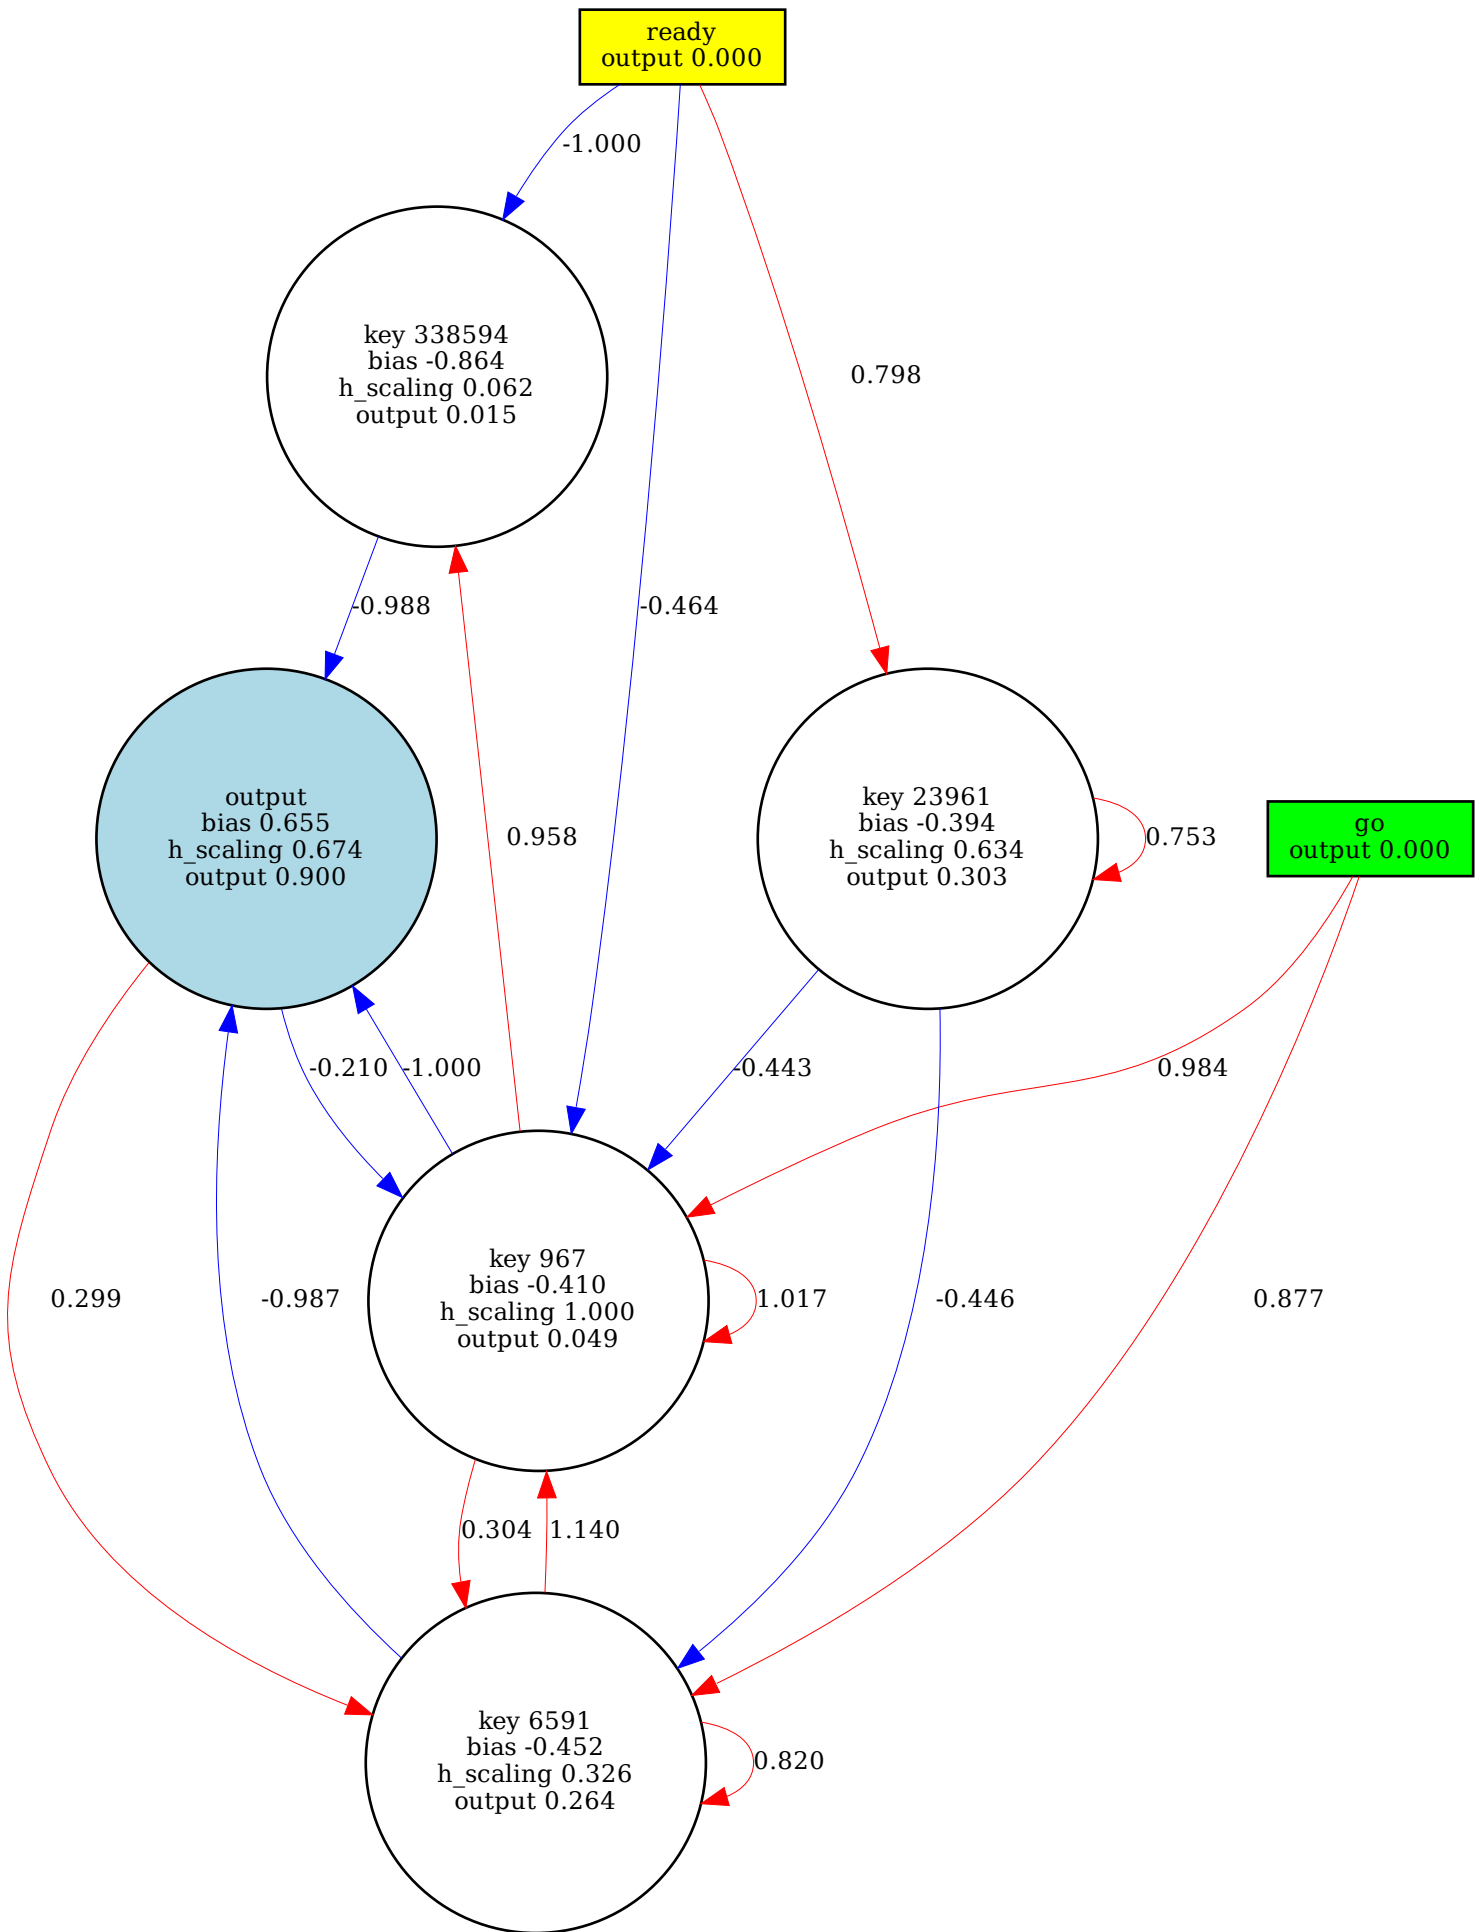 ready
output 0.000
-1.000
key 338594
bias -0.864
h_scaling 0.062
output 0.015
0.798
-0.988
-0.464
output
bias 0.655
h_scaling 0.674
output 0.900
0.958
key 23961
bias -0.394
h_scaling 0.634
output 0.303
0.753
go
output 0.000
-0.210
-1.000
-0.443
0.984
0.299
-0.987
key 967
bias -0.410
h_scaling 1.000
output 0.049
1.017
-0.446
0.877
0.304
1.140
key 6591
bias -0.452
h_scaling 0.326
output 0.264
0.820